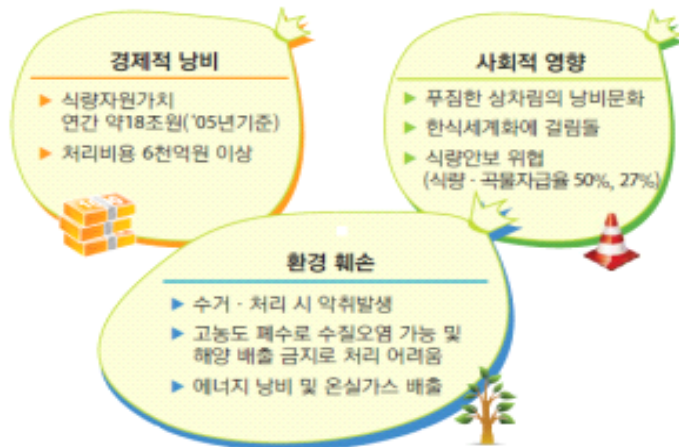 경제적 낭비
▶ 식량자원가치
연간 약18조원('05년기준)
▶ 처리비용 6천억원 이상
사회적 영향
▶ 푸짐한 상차림의 낭비문화
▶ 한식세계화에 걸림돌
▶ 식량안보 위협
(식량 · 곡물자급율 50%, 27%)
환경 훼손
▶ 수거 · 처리 시 악취발생
▶ 고농도 폐수로 수질오염 가능 및
해양 배출 금지로 처리 어려움
▶ 에너지 낭비 및 온실가스 배출